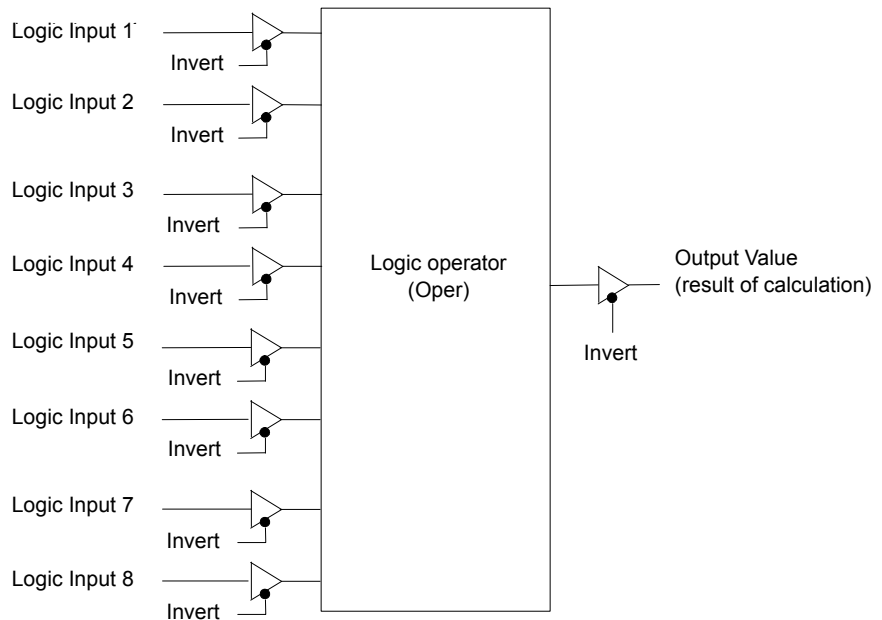 Logic Input 1
Invert
Logic Input 2
Invert
Logic Input 3
Invert
Logic Input 4
Invert
Logic Input 5
Invert
Logic Input 6
Invert
Logic Input 7
Invert
Logic Input 8
Invert
Logic operator
(Oper)
Output Value
(result of calculation)
Invert